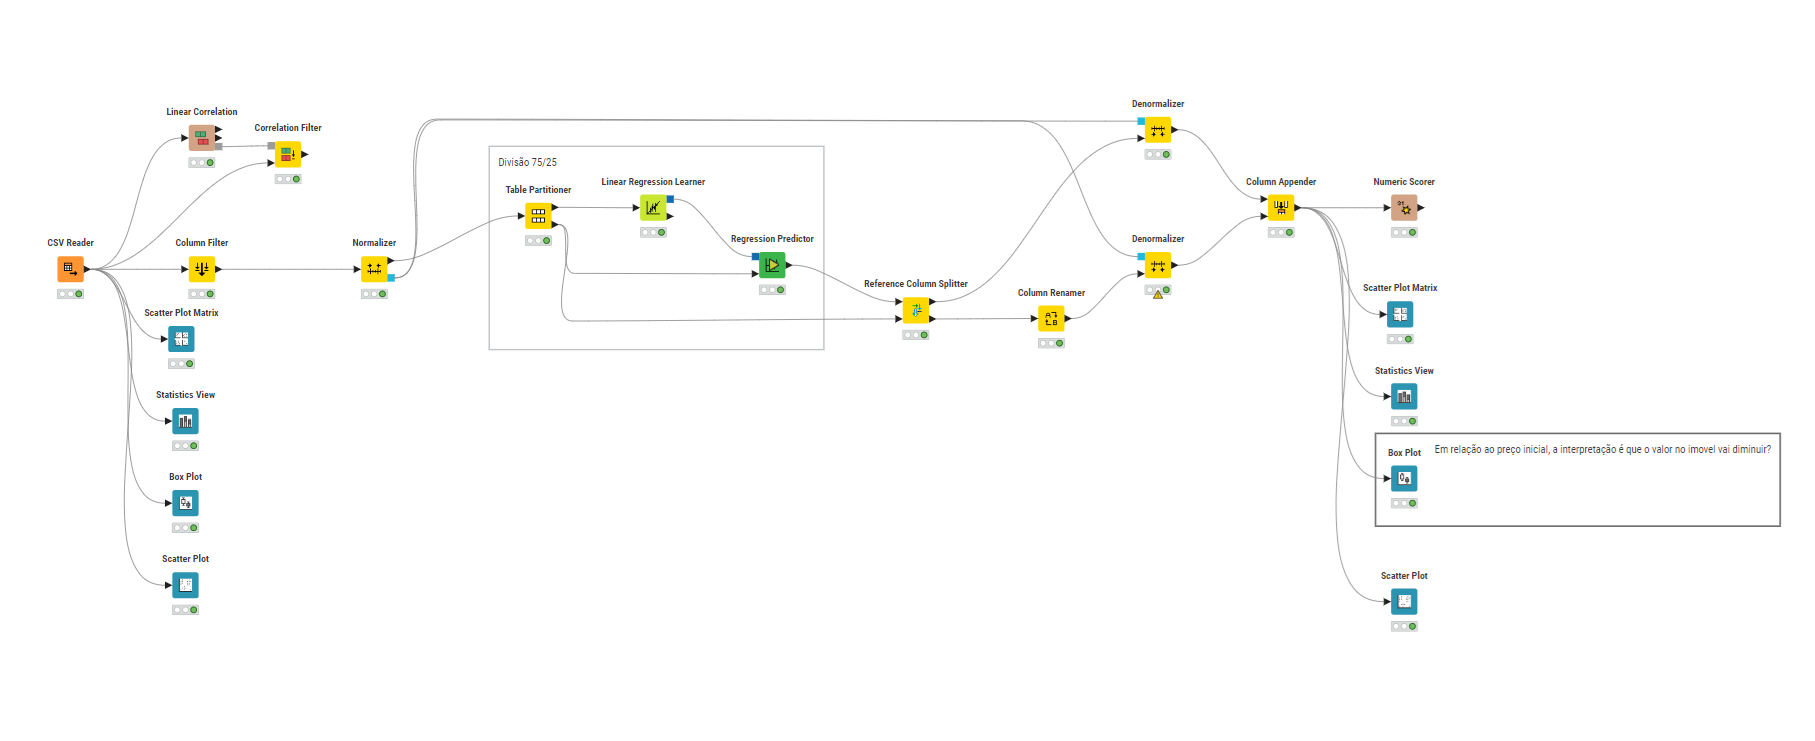 Linear Correlation
Correlation Filter
CSV Reader
Column Filter
Normalizer
Scatter Plot Matrix
Statistics View
Box Plot
Scatter Plot
Divisão 75/25
Table Partitioner
Linear Regression Learner
Regression Predictor
Reference Column Splitter
Column Renamer
Denormalizer
Denormalizer
Column Appender
Numeric Scorer
Scatter Plot Matrix
Statistics View
Box Plot
Em relação ao preço inicial, a interpretação é que o valor no imovel vai diminuir?
Scatter Plot